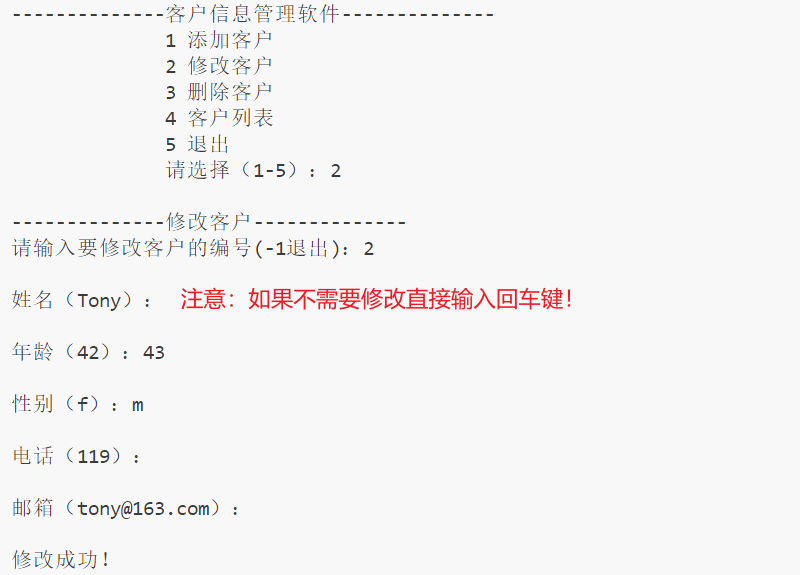 --------------客户信息管理软件--------------
1 添加客户
2 修改客户
3 删除客户
4 客户列表
5 退出
请选择（1-5）：2
--------------修改客户--------------
请输入要修改客户的编号(-1退出)：2
姓名（Tony）： 注意：如果不需要修改直接输入回车键！
年龄（42）：43
性别（f）：m
电话（119）：
邮箱（tony@163.com）：
修改成功！